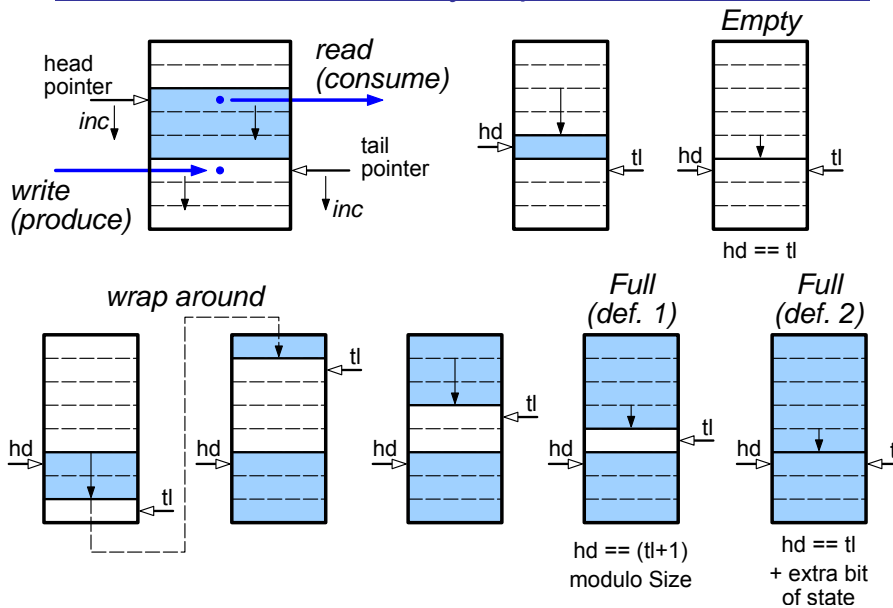 Empty
read
(consume)
head
pointer
inc
hd
tl
hd
tl
tail
pointer
write
(produce)
inc
hd == tl
wrap around
Full
(def. 1)
Full
(def. 2)
tl
tl
tl
hd
hd
hd
hd
hd
tl
hd == (tl+1)
modulo Size
hd == tl
+ extra bit
of state